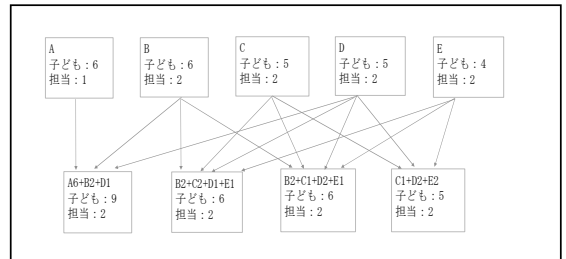 A
子ども：6
担当：1
B
子ども：6
担当：2
C
子ども：5
担当：2
D
子ども：5
担当：2
E
子ども：4
担当：2
A6+B2+D1
子ども：9
担当：2
B2+C2+D1+E1
子ども：6
担当：2
B2+C1+D2+E1
子ども：6
担当：2
C1+D2+E2
子ども：5
担当：2